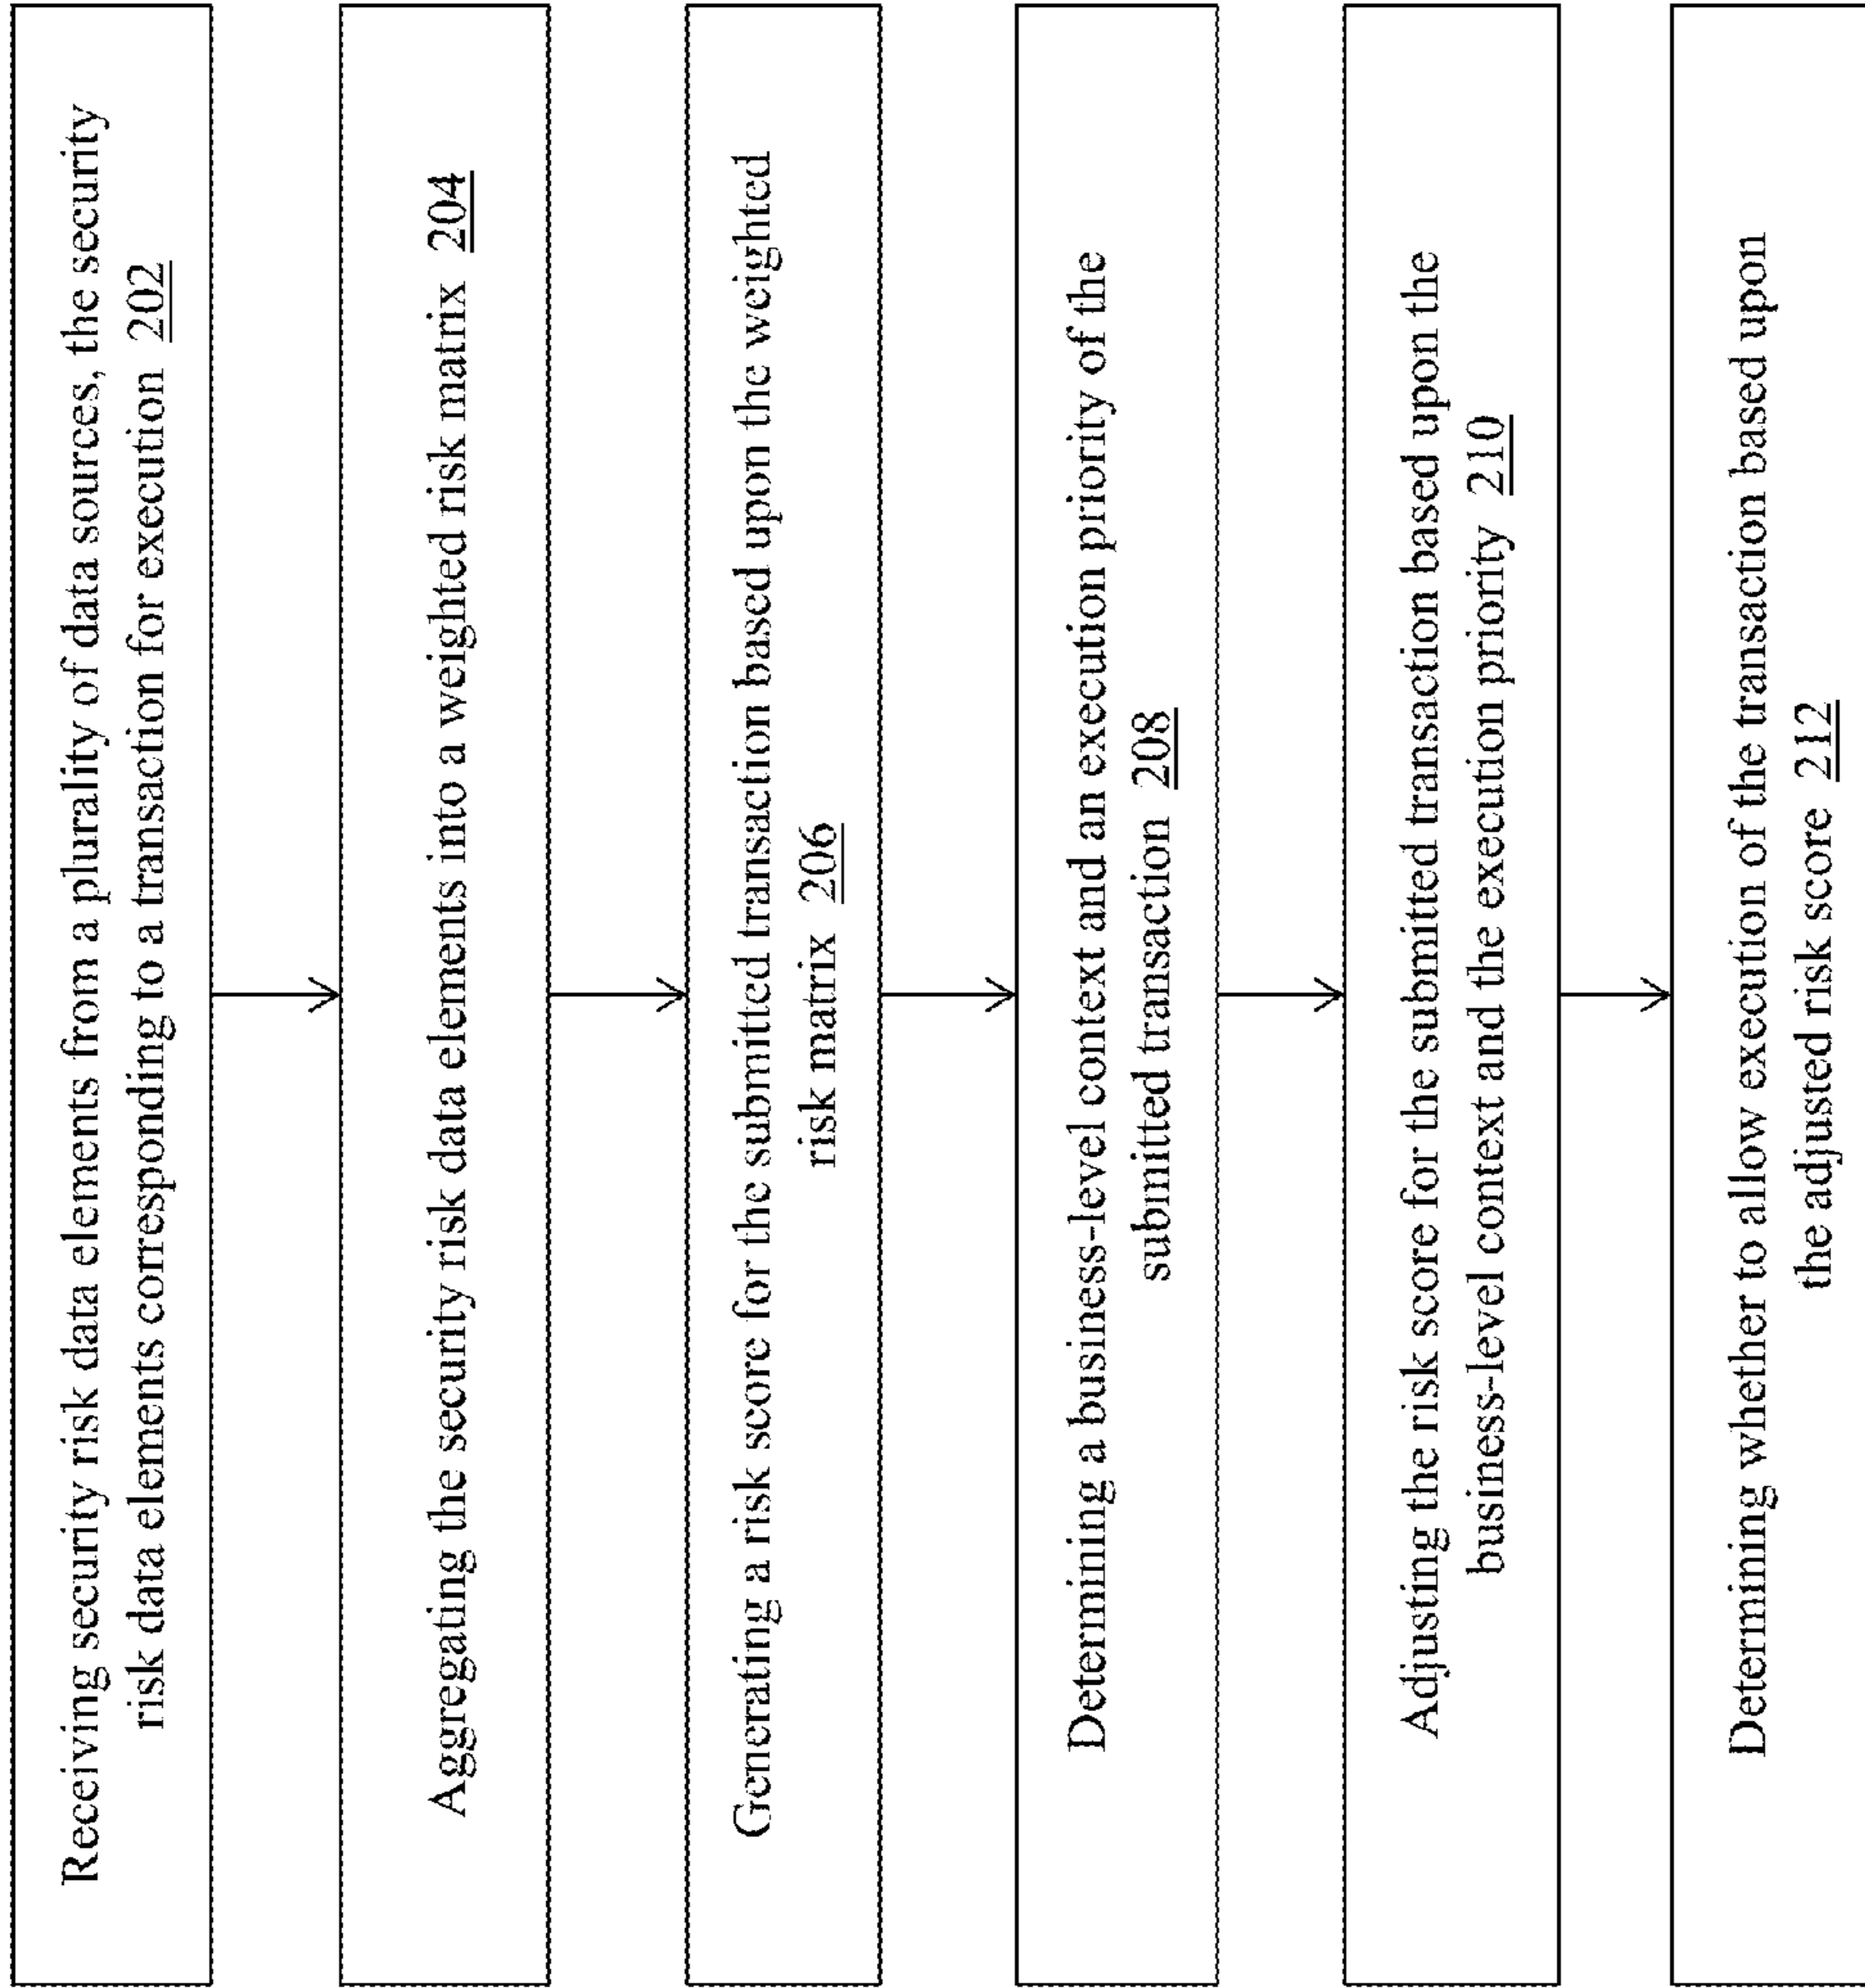 Receiving security risk data elements from a plurality of data sources, the security
risk data elements corresponding to a transaction for execution 202
Aggregating the security risk data elements into a weighted risk matrix 204
Generating a risk score for the submitted transaction based upon the weighted
risk matrix 206
Determining a business-level context and an execution priority of the
submitted transaction 208
Adjusting the risk score for the submitted transaction based upon the
business-level context and the execution priority 210
Determining whether to allow execution of the transaction based upon
the adjusted risk score 212